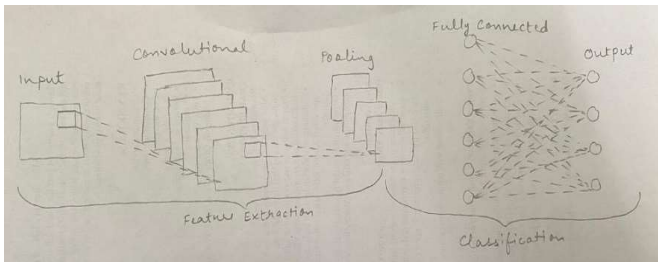 Input
Convolutional
Pooling
Fully Connected
Output
Feature Extraction
Classification